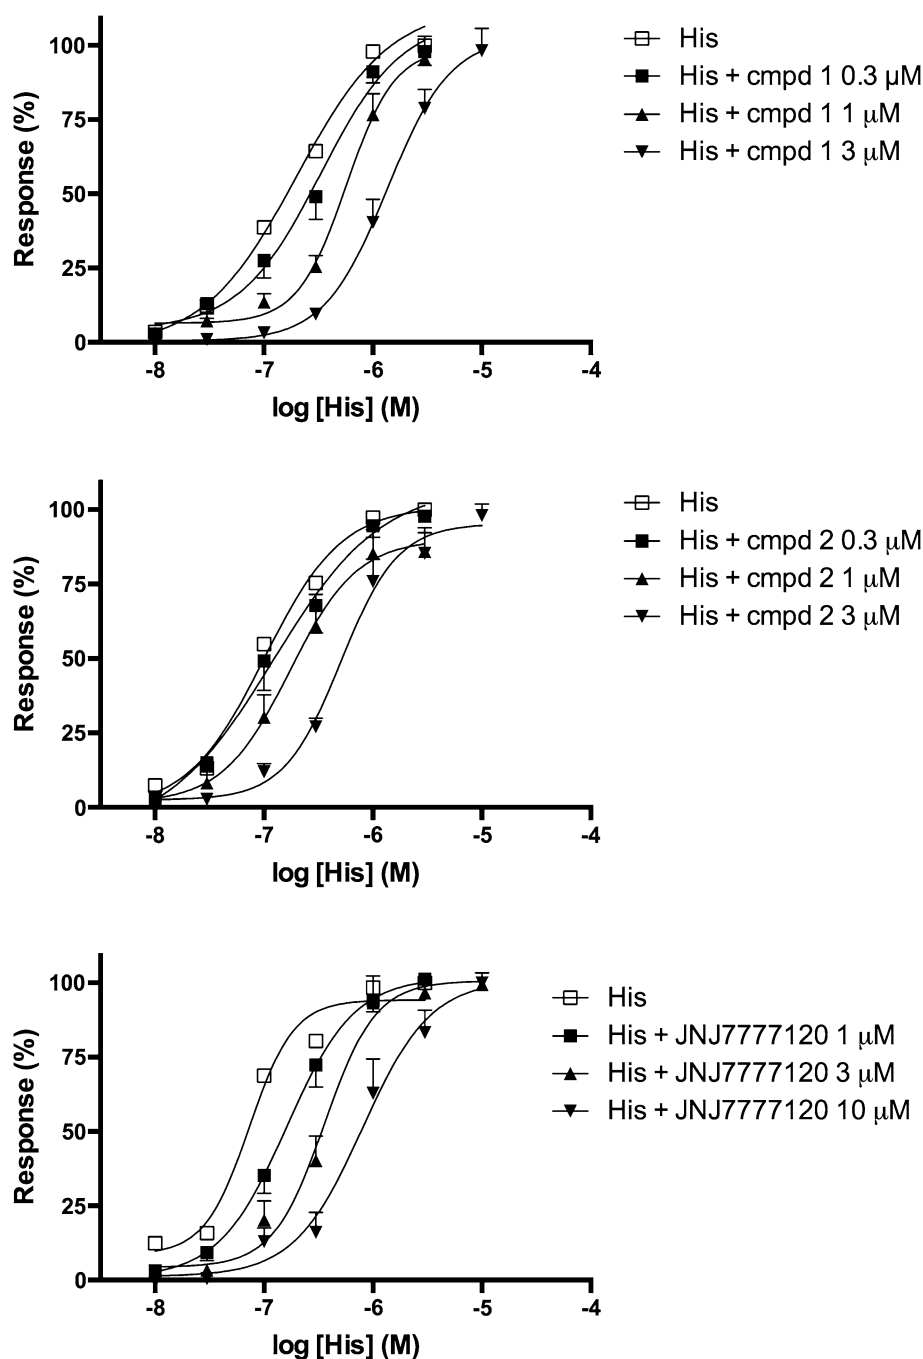 100
75
50
25
0
Response (%)
-8 -7 -6 -5 -4
log [His] (M)
His
His + cmpd 1 0.3 µM
His + cmpd 1 1 µM
His + cmpd 1 3 µM
100
75
50
25
0
Response (%)
-8 -7 -6 -5 -4
log [His] (M)
His
His + cmpd 2 0.3 µM
His + cmpd 2 1 µM
His + cmpd 2 3 µM
100
75
50
25
0
Response (%)
-8 -7 -6 -5 -4
log [His] (M)
His
His + JNJ7777120 1 µM
His + JNJ7777120 3 µM
His + JNJ7777120 10 µM